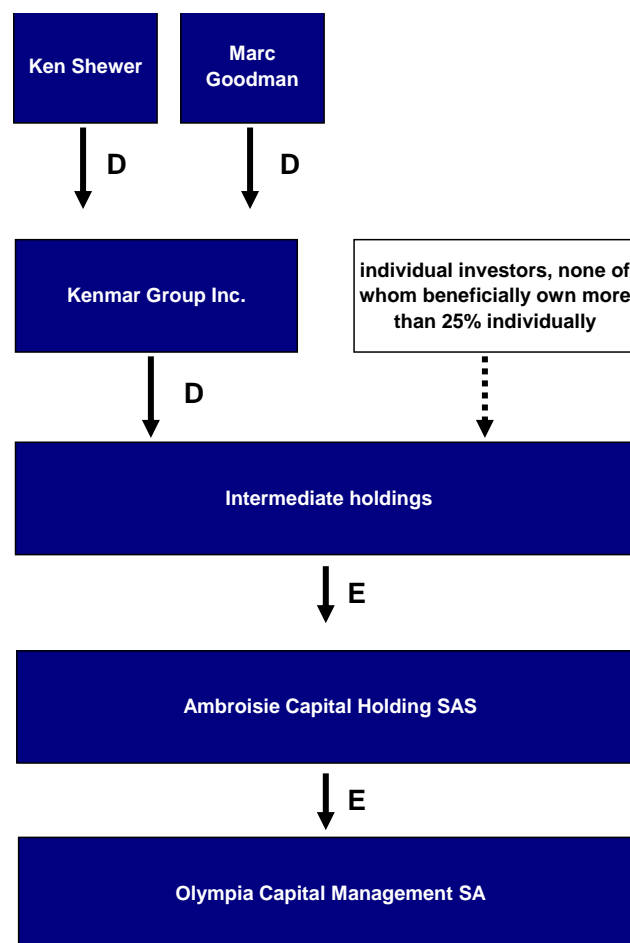 Ken Shewer
Marc
Goodman
D
D
Kenmar Group Inc.
individual investors, none of
whom beneficially own more
than 25% individually
D
Intermediate holdings
E
Ambroisie Capital Holding SAS
E
Olympia Capital Management SA